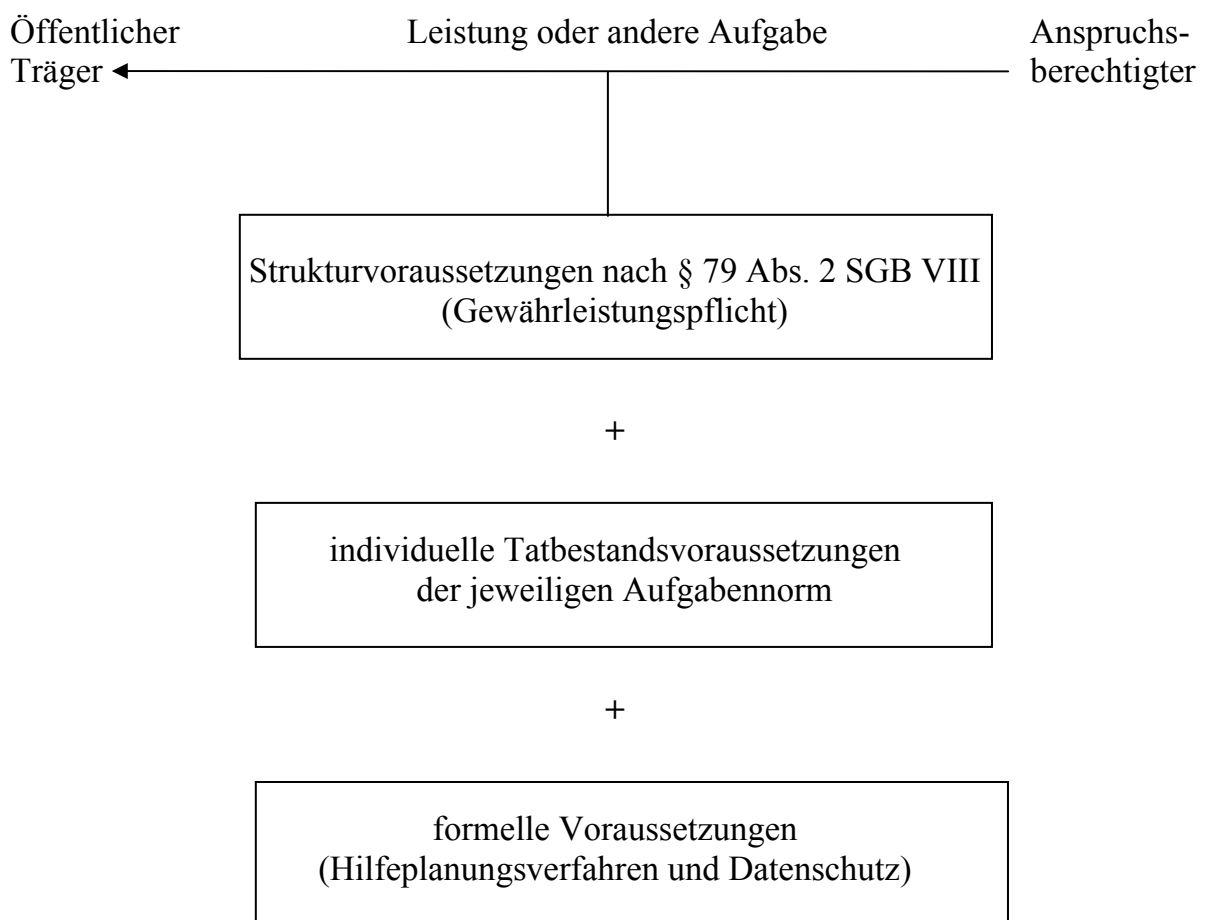 Öffentlicher Leistung oder andere Aufgabe Anspruchs-
Träger berechtigter
Strukturvoraussetzungen nach § 79 Abs. 2 SGB VIII
(Gewährleistungspflicht)
+
individuelle Tatbestandsvoraussetzungen
der jeweiligen Aufgabennorm
+
formelle Voraussetzungen
(Hilfeplanungsverfahren und Datenschutz)